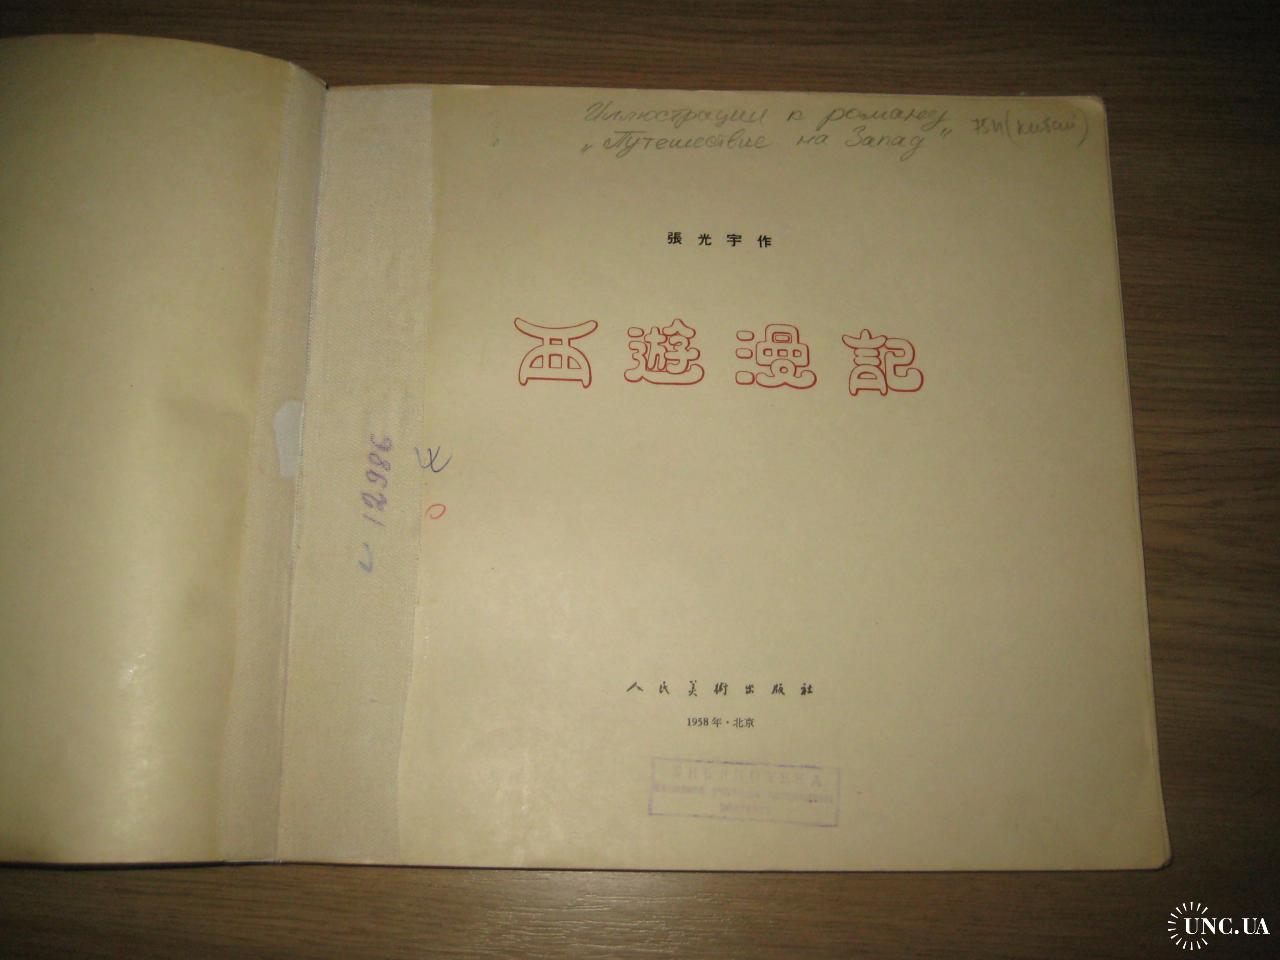 Иллюстрации к роману
„Путешествие на Запад" 75И(Китай)
張光宇作
西遊漫記
12986
人民美術出版社
1958年·北京
БИБЛИОТЕКА
UNC.UA